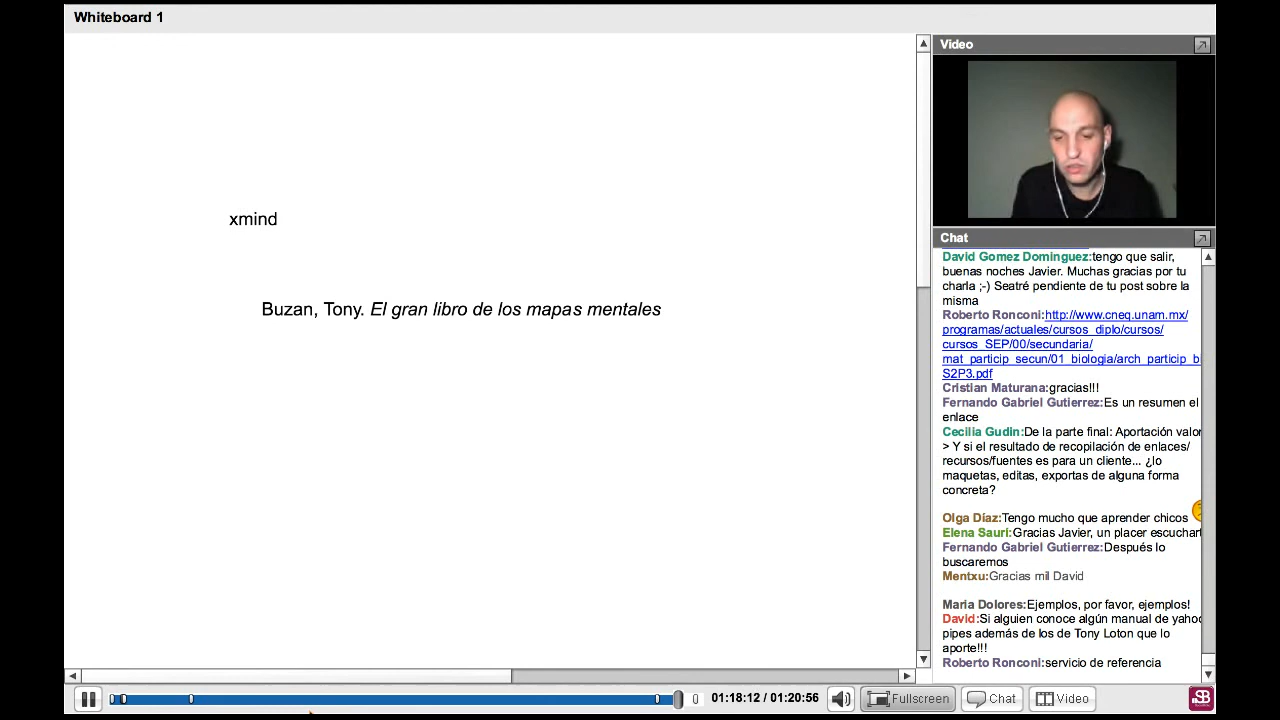 Whiteboard 1
xmind
Buzan, Tony. El gran libro de los mapas mentales
Video
Chat
David Gomez Dominguez:tengo que salir,
buenas noches Javier. Muchas gracias por tu
charla ;-) Seatré pendiente de tu post sobre la
misma
Roberto Ronconi:http://www.cneq.unam.mx/
programas/actuales/cursos_diplo/cursos/
cursos_SEP/00/secundaria/
mat_particip_secun/01_biologia/arch_particip_b
S2P3.pdf
Cristian Maturana:gracias!!!
Fernando Gabriel Gutierrez:Es un resumen el
enlace
Cecilia Gudin:De la parte final: Aportación valor
> Y si el resultado de recopilación de enlaces/
recursos/fuentes es para un cliente... ¿lo
maquetas, editas, exportas de alguna forma
concreta?
Olga Díaz:Tengo mucho que aprender chicos
Elena Saurí:Gracias Javier, un placer escuchart
Fernando Gabriel Gutierrez:Después lo
buscaremos
Mentxu:Gracias mil David
Maria Dolores:Ejemplos, por favor, ejemplos!
David:Si alguien conoce algún manual de yahoo
pipes además de los de Tony Loton que lo
aporte!!!
Roberto Ronconi:servicio de referencia
01:18:12 / 01:20:56
Fullscreen
Chat
Video
SB